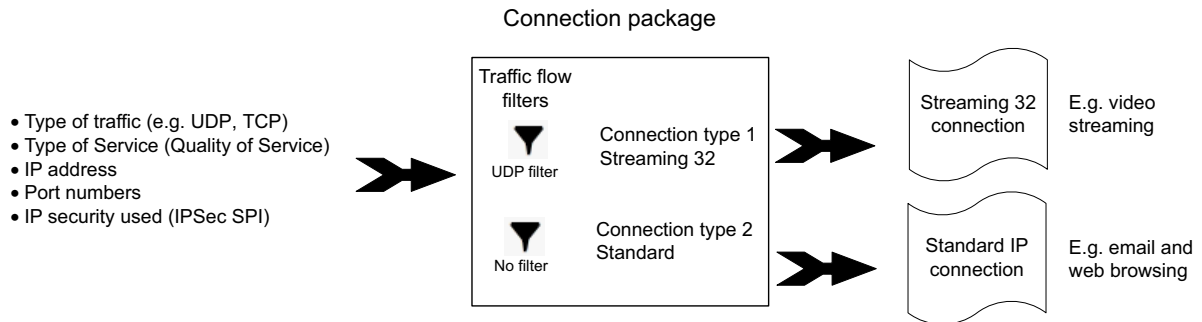 Connection package
• Type of traffic (e.g. UDP, TCP)
• Type of Service (Quality of Service)
• IP address
• Port numbers
• IP security used (IPSec SPI)
Traffic flow
filters
UDP filter
Connection type 1
Streaming 32
No filter
Connection type 2
Standard
Streaming 32
connection
E.g. video
streaming
Standard IP
connection
E.g. email and
web browsing